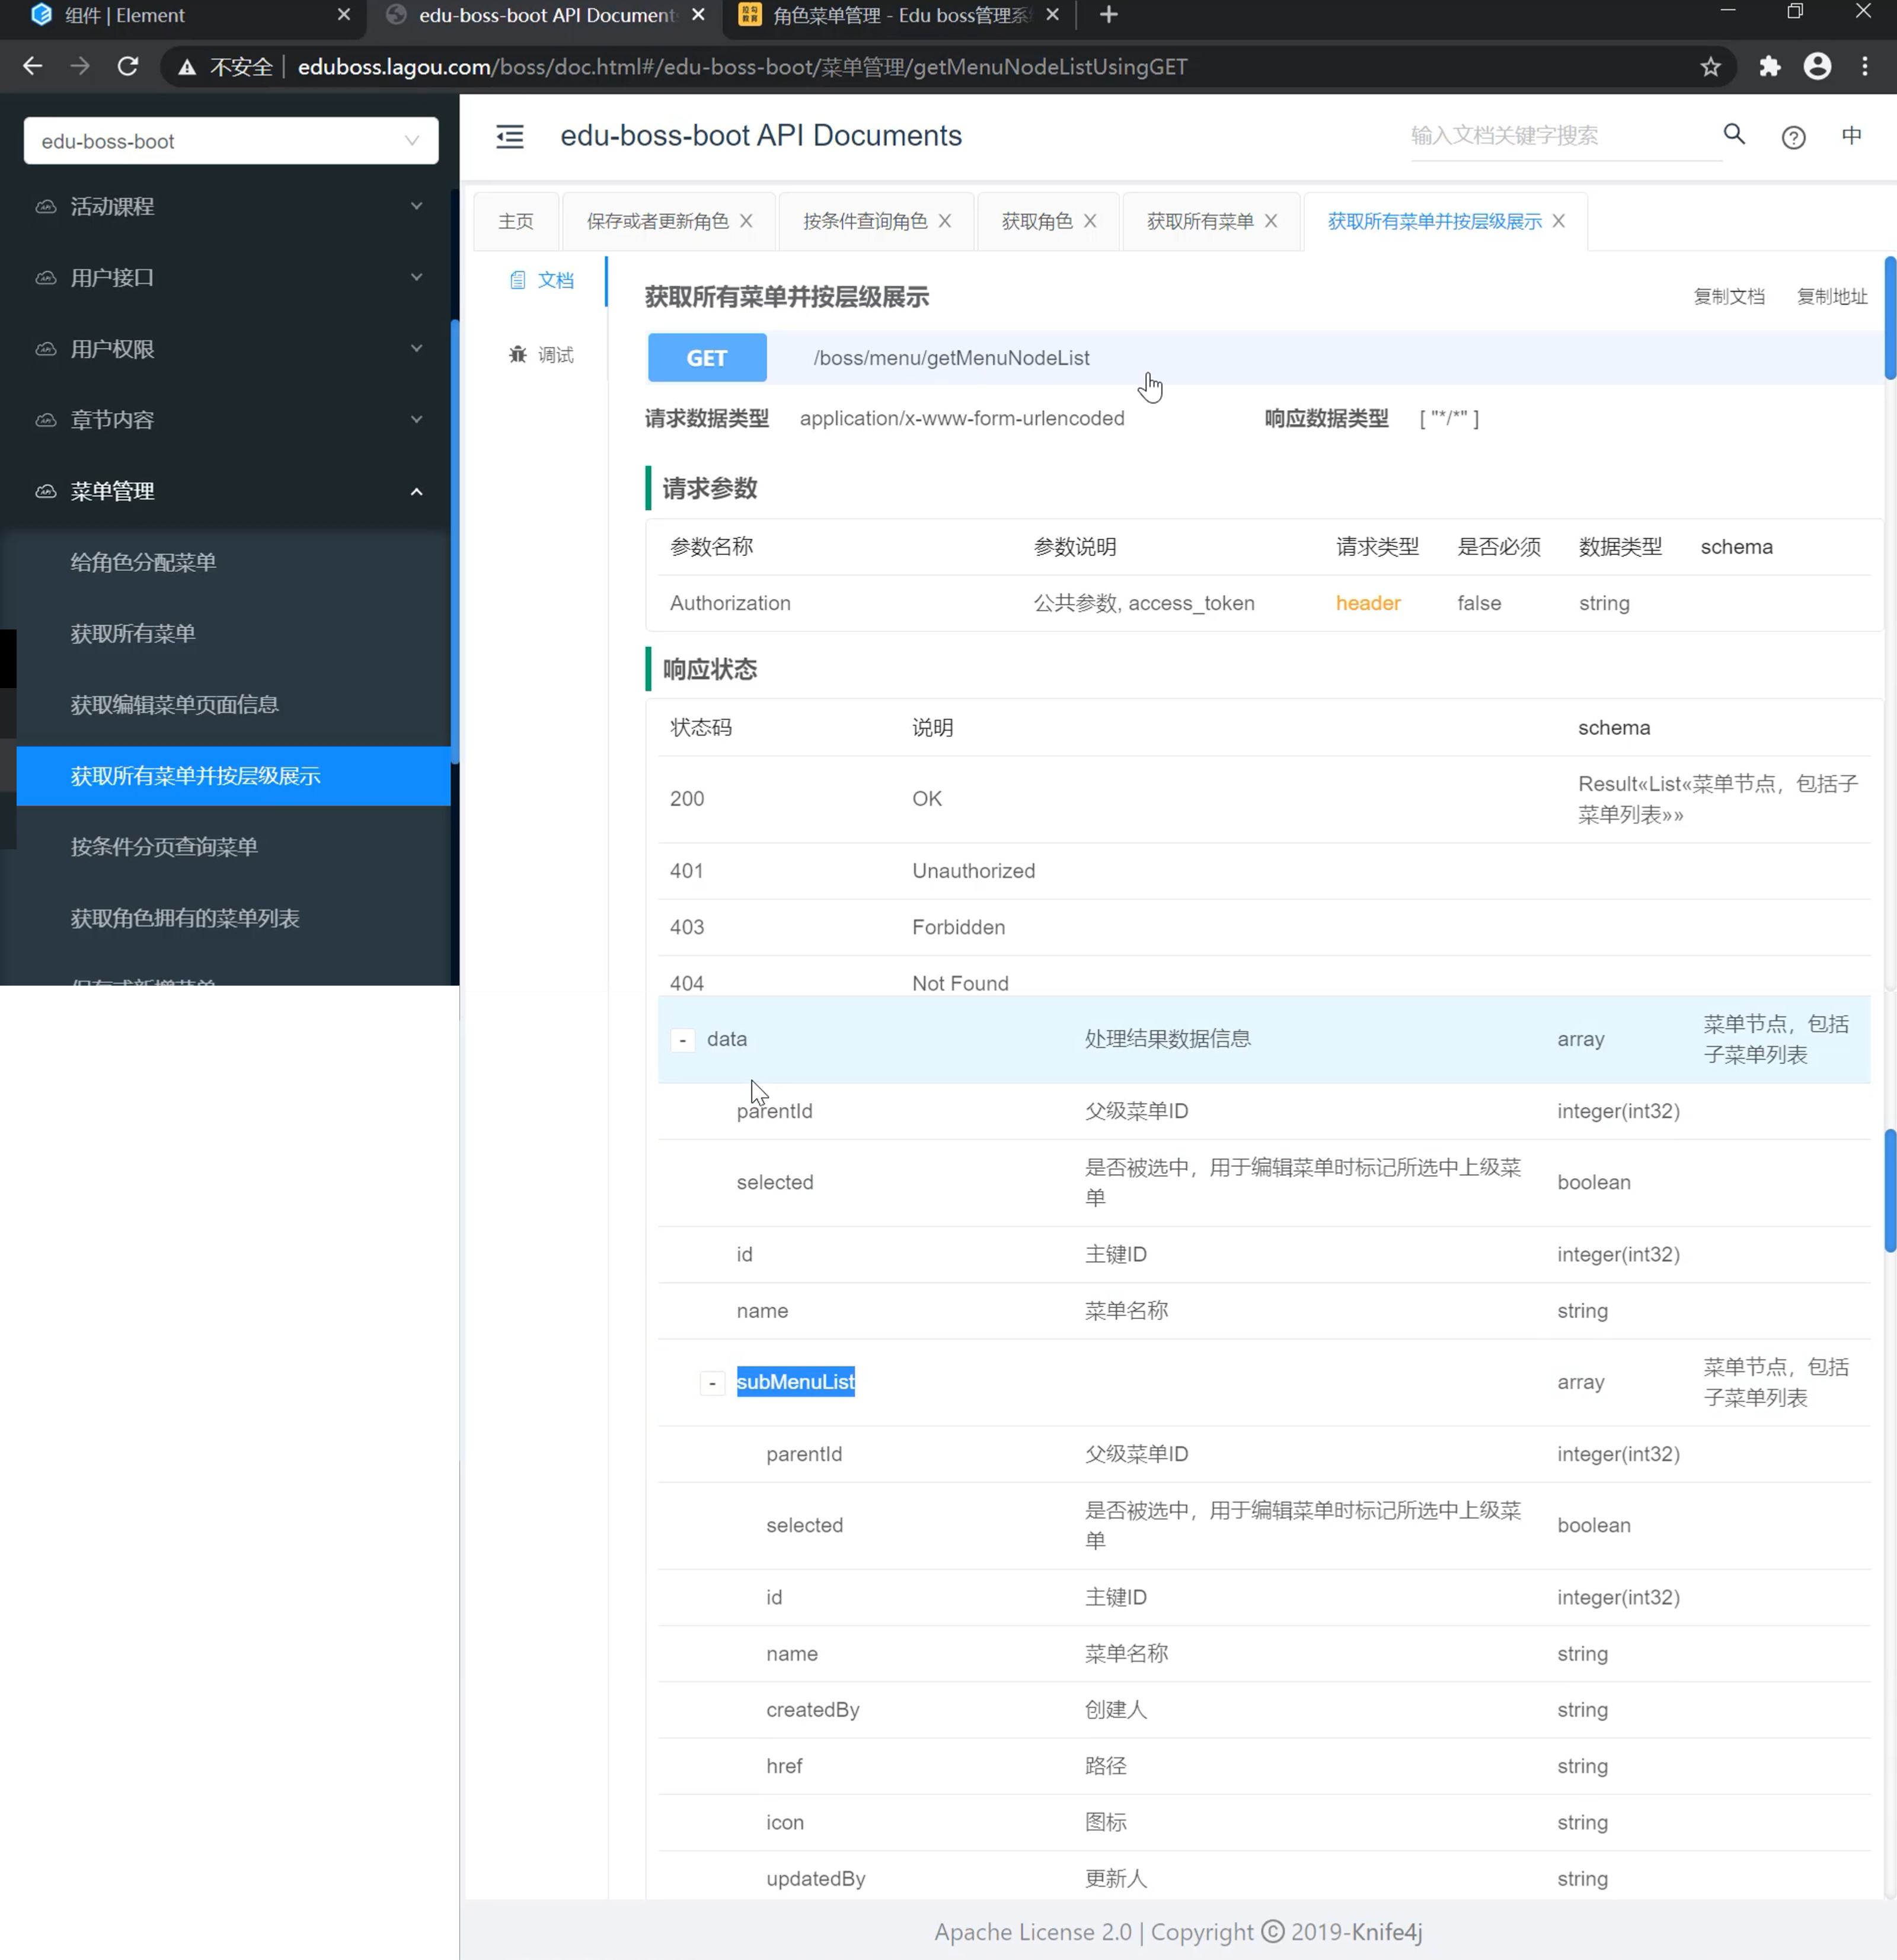 组件 | Element
edu-boss-boot API Document
角色菜单管理 - Edu boss管理系
不安全
eduboss.lagou.com/boss/doc.html#/edu-boss-boot/菜单管理/getMenuNodeListUsingGET
edu-boss-boot
活动课程
用户接口
用户权限
章节内容
菜单管理
给角色分配菜单
获取所有菜单
获取编辑菜单页面信息
获取所有菜单并按层级展示
按条件分页查询菜单
获取角色拥有的菜单列表
edu-boss-boot API Documents
输入文档关键字搜索
中
主页
保存或者更新角色
按条件查询角色
获取角色
获取所有菜单
获取所有菜单并按层级展示
文档
调试
获取所有菜单并按层级展示
复制文档
复制地址
GET
/boss/menu/getMenuNodeList
请求数据类型 application/x-www-form-urlencoded
响应数据类型 [ "*/*" ]
请求参数
参数名称 参数说明 请求类型 是否必须 数据类型 schema
Authorization 公共参数, access_token header false string
响应状态
状态码 说明 schema
200 OK Result«List«菜单节点，包括子
菜单列表»»
401 Unauthorized
403 Forbidden
404 Not Found
- data 处理结果数据信息 array 菜单节点，包括
子菜单列表
parentId 父级菜单ID integer(int32)
selected 是否被选中，用于编辑菜单时标记所选中上级菜
单 boolean
id 主键ID integer(int32)
name 菜单名称 string
- subMenuList array 菜单节点，包括
子菜单列表
parentId 父级菜单ID integer(int32)
selected 是否被选中，用于编辑菜单时标记所选中上级菜
单 boolean
id 主键ID integer(int32)
name 菜单名称 string
createdBy 创建人 string
href 路径 string
icon 图标 string
updatedBy 更新人 string
Apache License 2.0 | Copyright © 2019-Knife4j